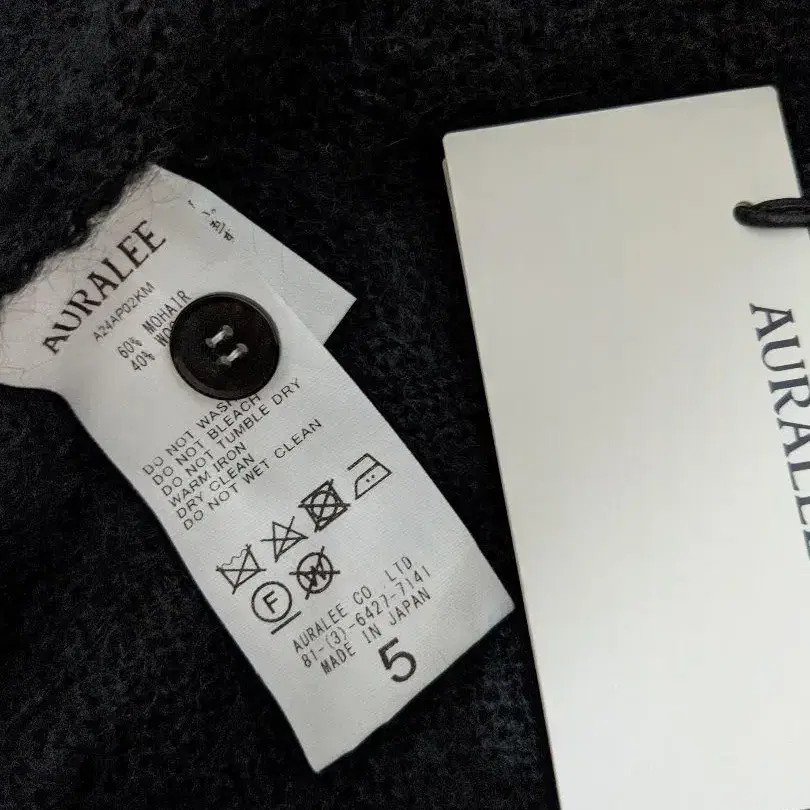 AURALEE
A24AP02KM
60% MOHAIR
40%
DO NOT WASH
DO NOT BLEACH
DO NOT TUMBLE DRY
WARM IRON
DRY CLEAN
DO NOT WET CLEAN
F
W
AURALEE CO.,LTD
81-(3)-6427-7141
MADE IN JAPAN
5
AURALEE